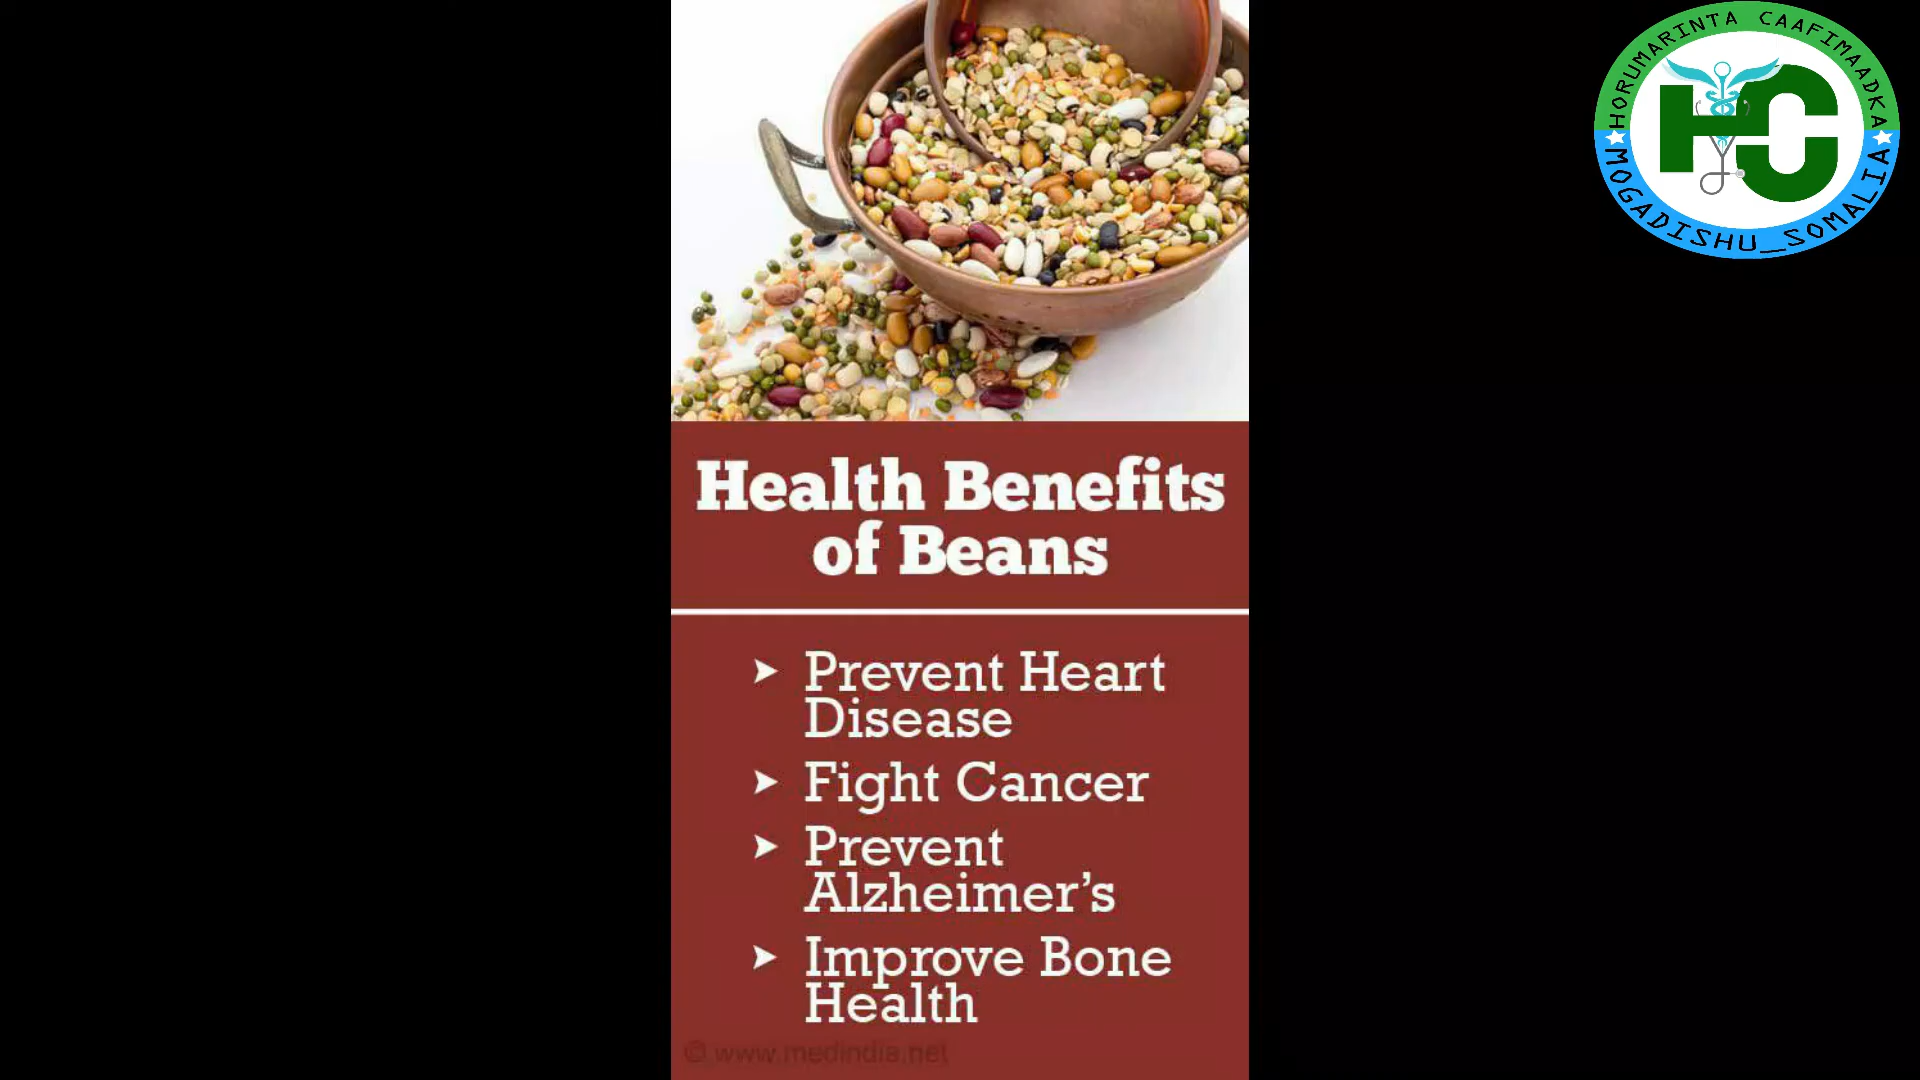 HORUMARINTA CAAFIMAADKA
HC
MOGADISHU_SOMALIA
Health Benefits
of Beans
➤ Prevent Heart
Disease
➤ Fight Cancer
➤ Prevent
Alzheimer’s
➤ Improve Bone
Health
© www.medindia.net